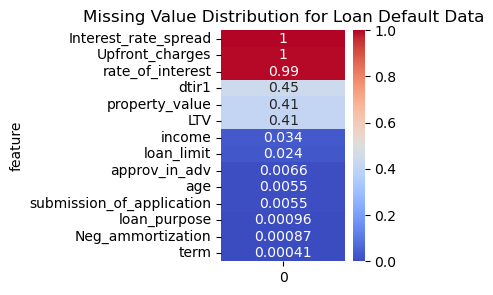 Missing Value Distribution for Loan Default Data
feature
Interest_rate_spread 1
Upfront_charges 1
rate_of_interest 0.99
dtir1 0.45
property_value 0.41
LTV 0.41
income 0.034
loan_limit 0.024
approv_in_adv 0.0066
age 0.0055
submission_of_application 0.0055
loan_purpose 0.00096
Neg_ammortization 0.00087
term 0.00041
0
1.0
0.8
0.6
0.4
0.2
0.0